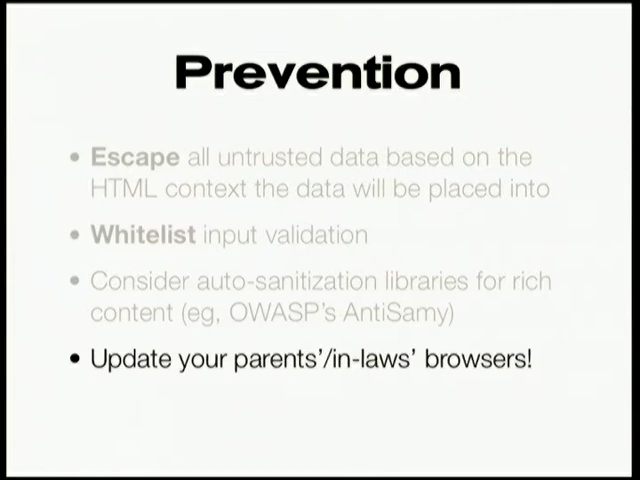 Prevention
• Escape all untrusted data based on the
HTML context the data will be placed into
• Whitelist input validation
• Consider auto-sanitization libraries for rich
content (eg, OWASP's AntiSamy)
• Update your parents'/in-laws' browsers!